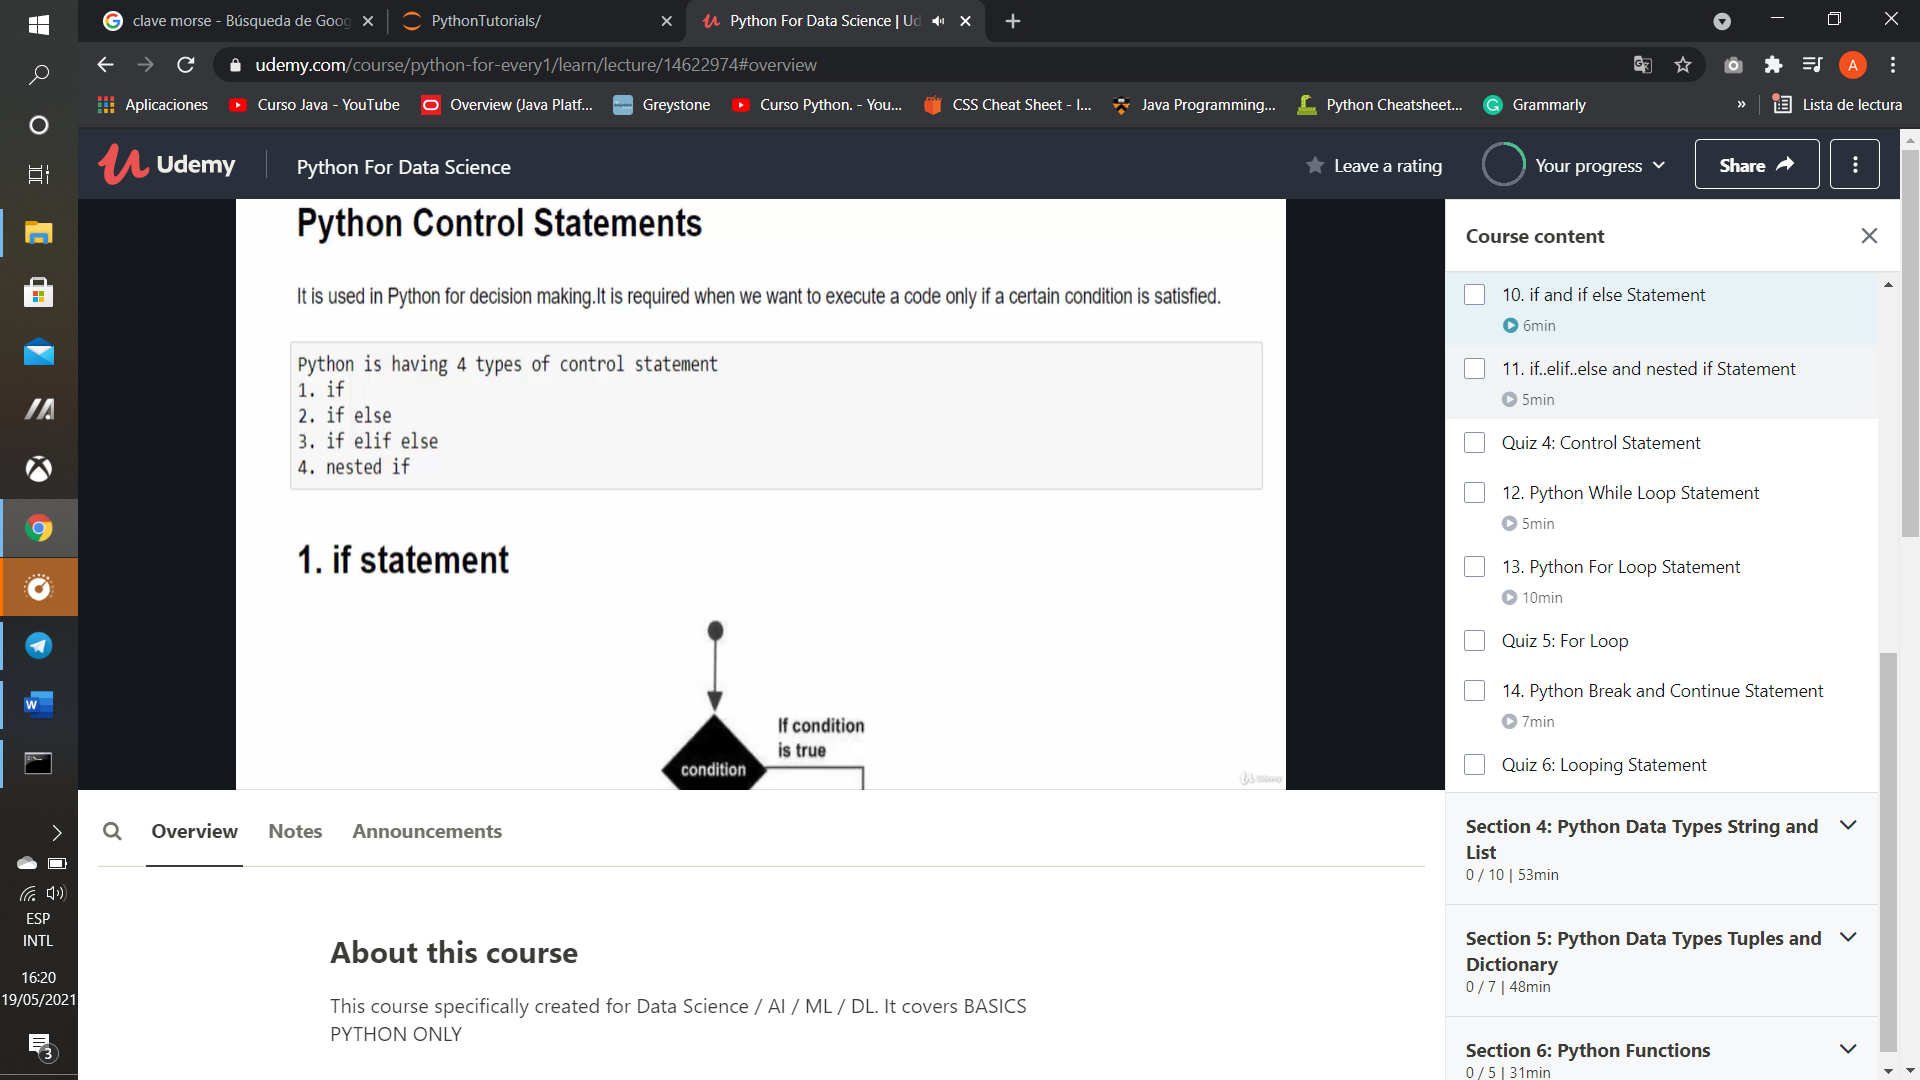 clave morse - Búsqueda de Goog
PythonTutorials/
Python For Data Science | Ud
udemy.com/course/python-for-every1/learn/lecture/14622974#overview
A
Aplicaciones
Curso Java - YouTube
Overview (Java Platf...
Greystone
Curso Python. - You...
CSS Cheat Sheet - I...
Java Programming...
Python Cheatsheet...
Grammarly
»
Lista de lectura
Udemy
Python For Data Science
Leave a rating
Your progress
Share
Python Control Statements
It is used in Python for decision making.It is required when we want to execute a code only if a certain condition is satisfied.
Python is having 4 types of control statement
1. if
2. if else
3. if elif else
4. nested if
1. if statement
If condition
is true
condition
Udemy
Course content
10. if and if else Statement
6min
11. if..elif..else and nested if Statement
5min
Quiz 4: Control Statement
12. Python While Loop Statement
5min
13. Python For Loop Statement
10min
Quiz 5: For Loop
14. Python Break and Continue Statement
7min
Quiz 6: Looping Statement
Section 4: Python Data Types String and
List
0 / 10 | 53min
Section 5: Python Data Types Tuples and
Dictionary
0 / 7 | 48min
Section 6: Python Functions
0 / 5 | 31min
Overview
Notes
Announcements
About this course
This course specifically created for Data Science / AI / ML / DL. It covers BASICS
PYTHON ONLY
W
ESP
INTL
16:20
19/05/2021
3